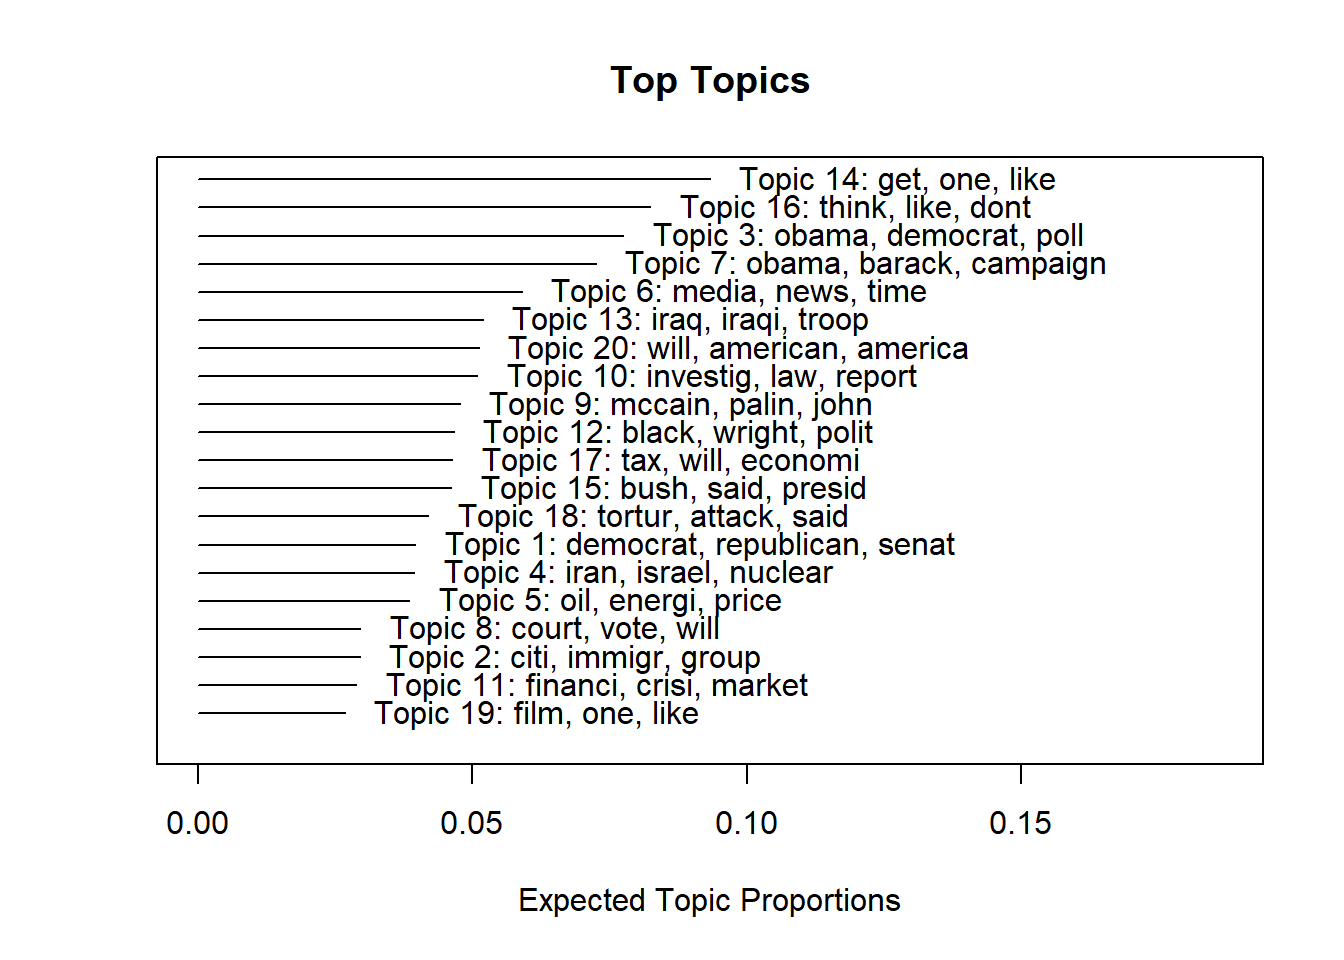 Top Topics
Topic 14: get, one, like
Topic 16: think, like, dont
Topic 3: obama, democrat, poll
Topic 7: obama, barack, campaign
Topic 6: media, news, time
Topic 13: iraq, iraqi, troop
Topic 20: will, american, america
Topic 10: investig, law, report
Topic 9: mccain, palin, john
Topic 12: black, wright, polit
Topic 17: tax, will, economi
Topic 15: bush, said, presid
Topic 18: tortur, attack, said
Topic 1: democrat, republican, senat
Topic 4: iran, israel, nuclear
Topic 5: oil, energi, price
Topic 8: court, vote, will
Topic 2: citi, immigr, group
Topic 11: financi, crisi, market
Topic 19: film, one, like
0.00 0.05 0.10 0.15
Expected Topic Proportions